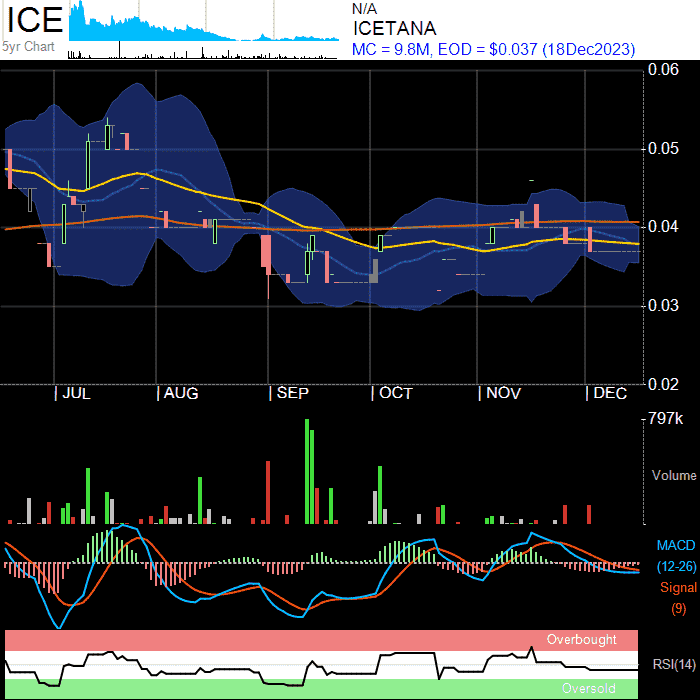 ICE
5yr Chart
N/A
ICETANA
MC = 9.8M, EOD = $0.037 (18Dec2023)
0.06
0.05
0.04
0.03
0.02
JUL
AUG
SEP
OCT
NOV
DEC
797k
Volume
MACD
(12-26)
Signal
(9)
Overbought
RSI(14)
Oversold